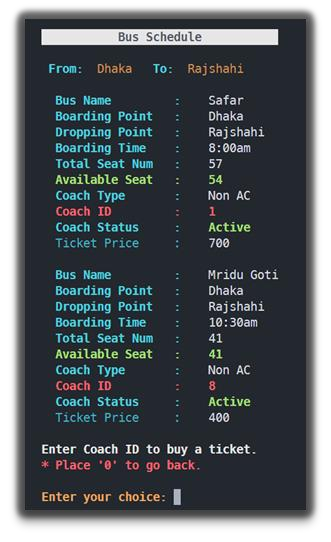 Bus Schedule
From: Dhaka To: Rajshahi
Bus Name : Safar
Boarding Point : Dhaka
Dropping Point : Rajshahi
Boarding Time : 8:00am
Total Seat Num : 57
Available Seat : 54
Coach Type : Non AC
Coach ID : 1
Coach Status : Active
Ticket Price : 700
Bus Name : Mridu Goti
Boarding Point : Dhaka
Dropping Point : Rajshahi
Boarding Time : 10:30am
Total Seat Num : 41
Available Seat : 41
Coach Type : Non AC
Coach ID : 8
Coach Status : Active
Ticket Price : 400
Enter Coach ID to buy a ticket.
* Place '0' to go back.
Enter your choice: